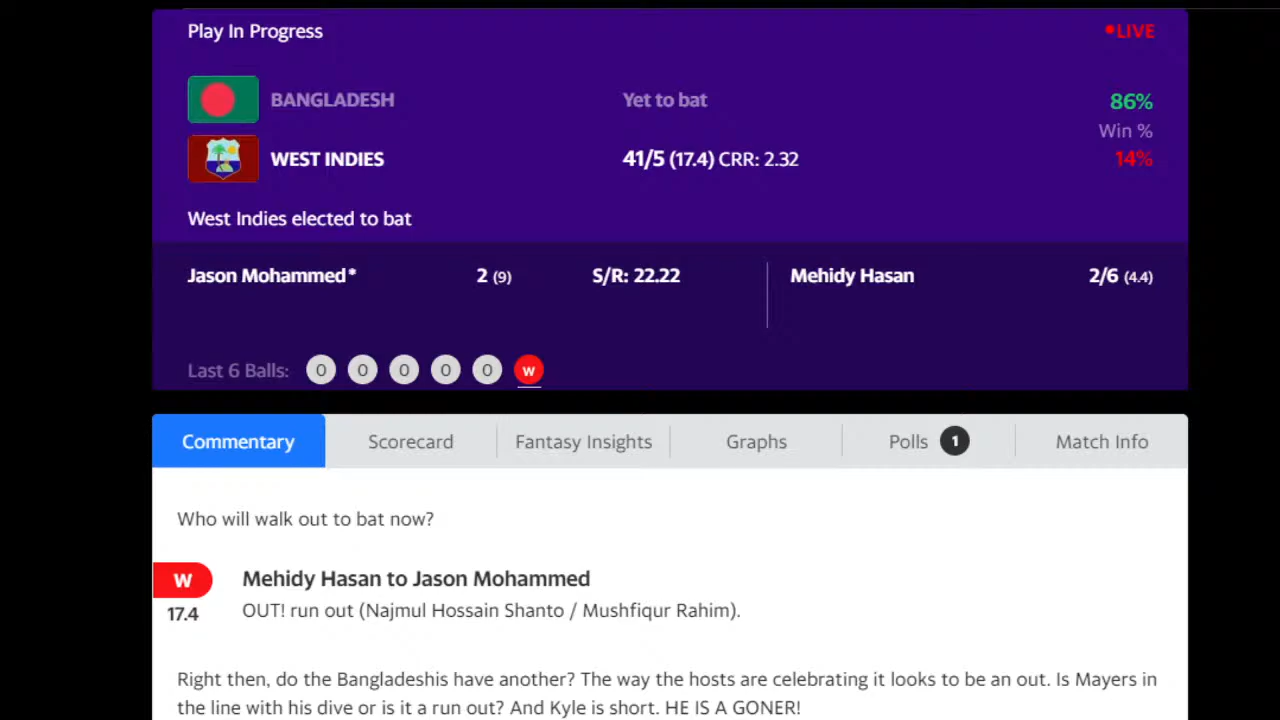 Play In Progress
LIVE
BANGLADESH Yet to bat 86%
Win %
WEST INDIES 41/5 (17.4) CRR: 2.32 14%
West Indies elected to bat
Jason Mohammed* 2 (9) S/R: 22.22 Mehidy Hasan 2/6 (4.4)
Last 6 Balls: 0 0 0 0 0 W
Commentary Scorecard Fantasy Insights Graphs Polls 1 Match Info
Who will walk out to bat now?
W Mehidy Hasan to Jason Mohammed
17.4 OUT! run out (Najmul Hossain Shanto / Mushfiqur Rahim).
Right then, do the Bangladeshis have another? The way the hosts are celebrating it looks to be an out. Is Mayers in
the line with his dive or is it a run out? And Kyle is short. HE IS A GONER!